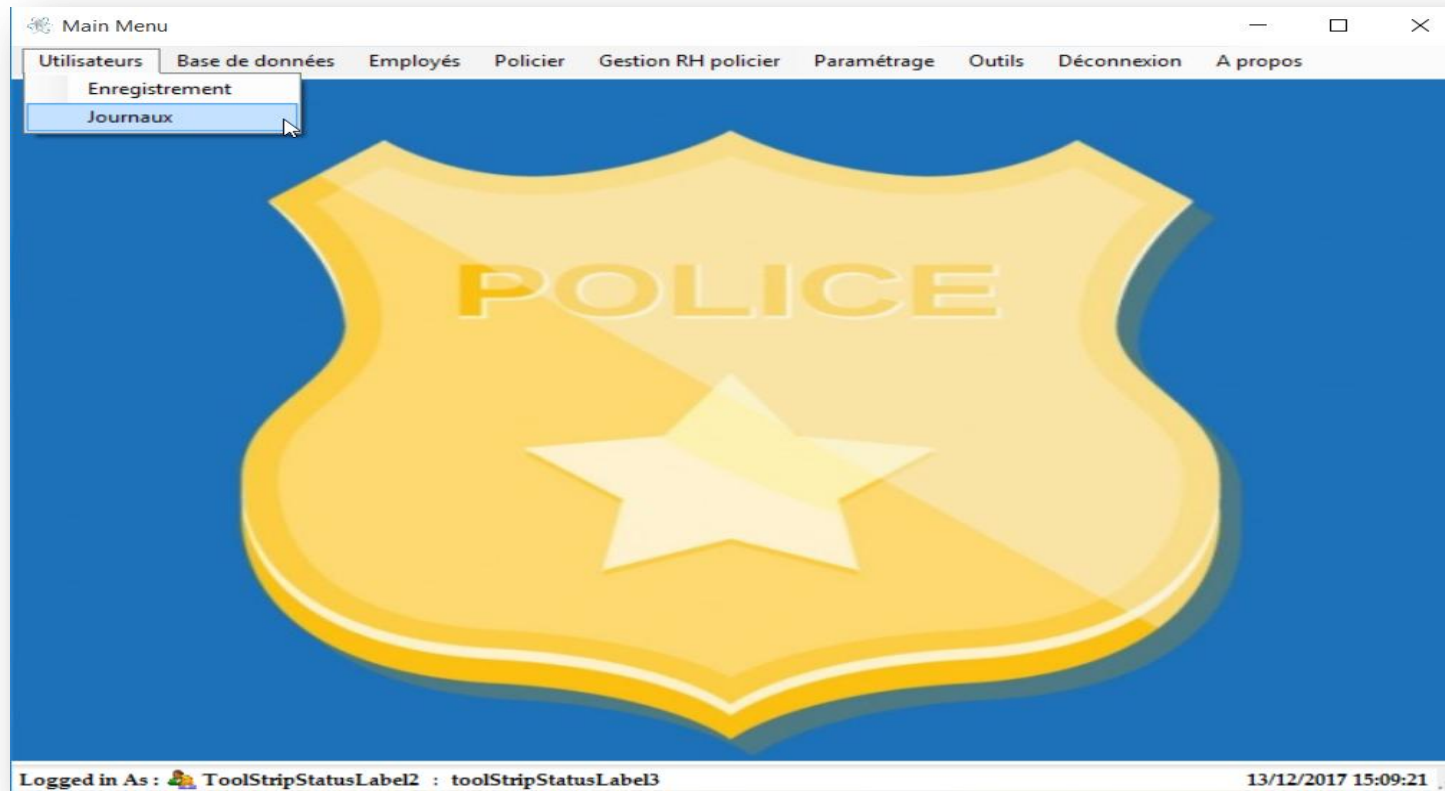 Main Menu
Utilisateurs Base de données Employés Policier Gestion RH policier Paramétrage Outils Déconnexion A propos
Enregistrement
Journaux
POLICE
Logged in As : ToolStripStatusLabel2 : toolStripStatusLabel3 13/12/2017 15:09:21